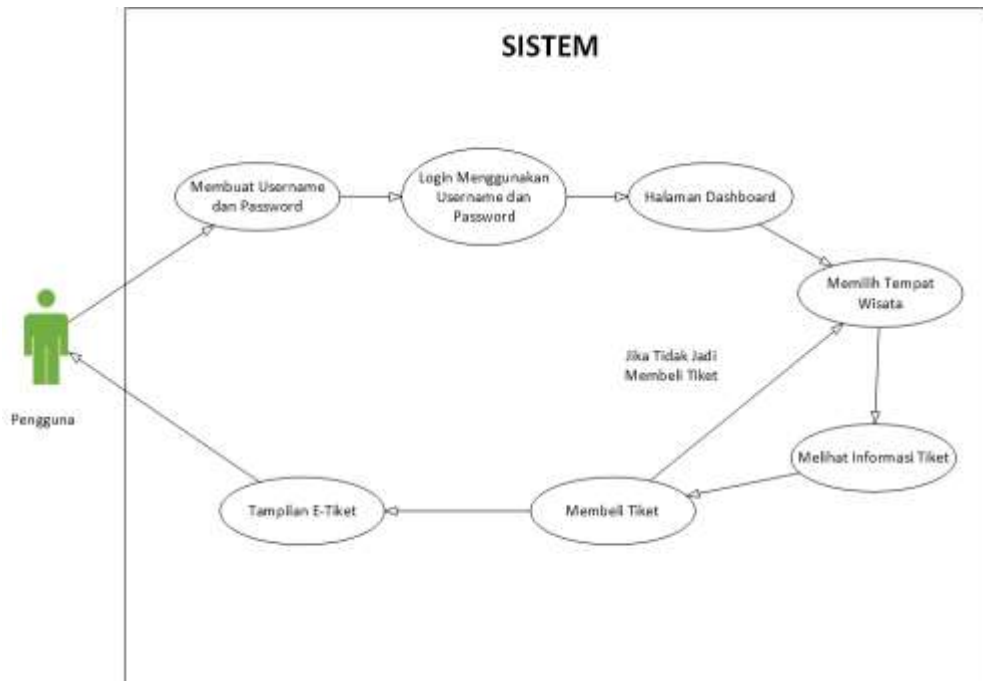 SISTEM
Membuat Username
dan Password
Login Menggunakan
Username dan
Password
Halaman Dashboard
Memilih Tempat
Wisata
Jika Tidak Jadi
Membeli Tiket
Pengguna
Melihat Informasi Tiket
Tampilan E-Tiket
Membeli Tiket